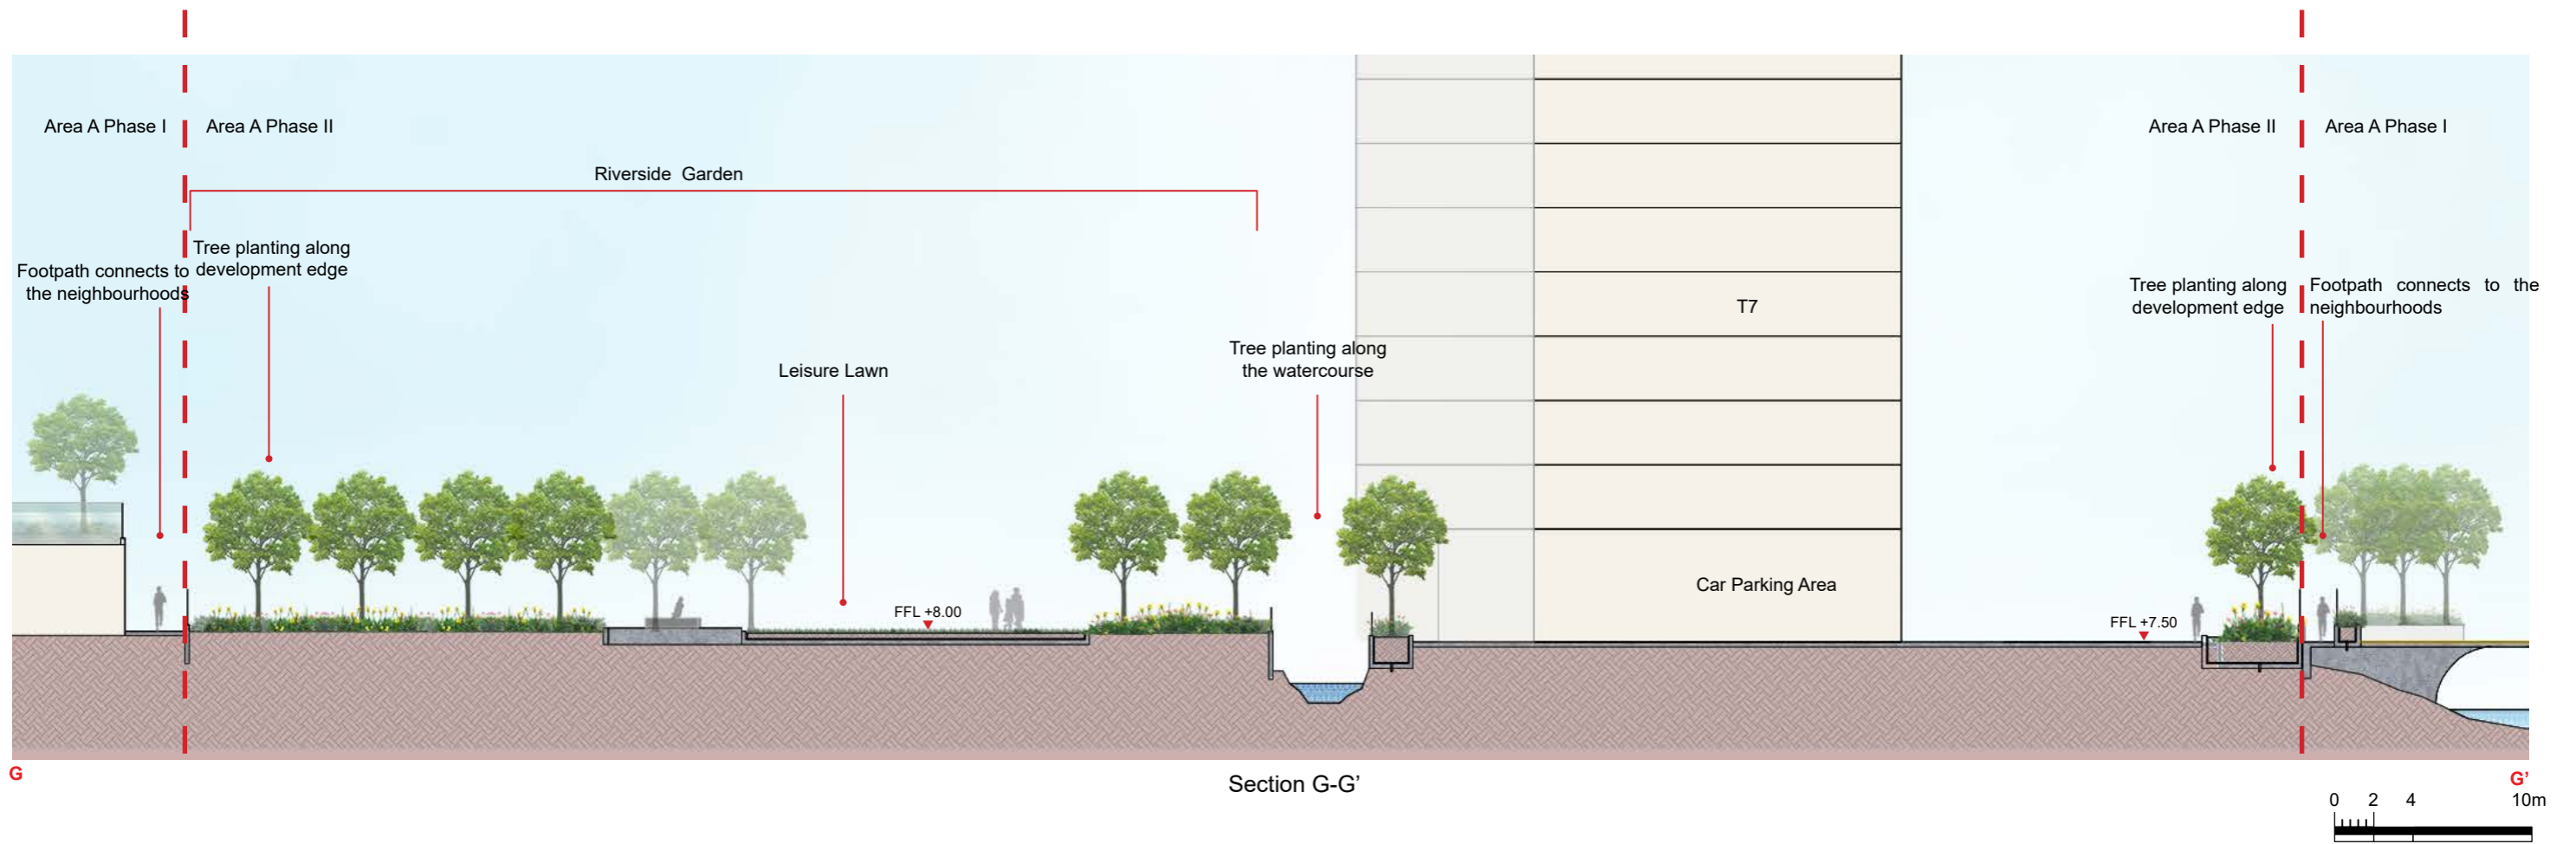 Area A Phase I
Area A Phase II
Area A Phase II
Area A Phase I
Riverside Garden
Tree planting along
development edge
Footpath connects to
the neighbourhoods
Tree planting along
development edge
Footpath connects to the
neighbourhoods
T7
Tree planting along
the watercourse
Leisure Lawn
Car Parking Area
FFL +8.00
FFL +7.50
G
Section G-G’
G’
0 2 4 10m